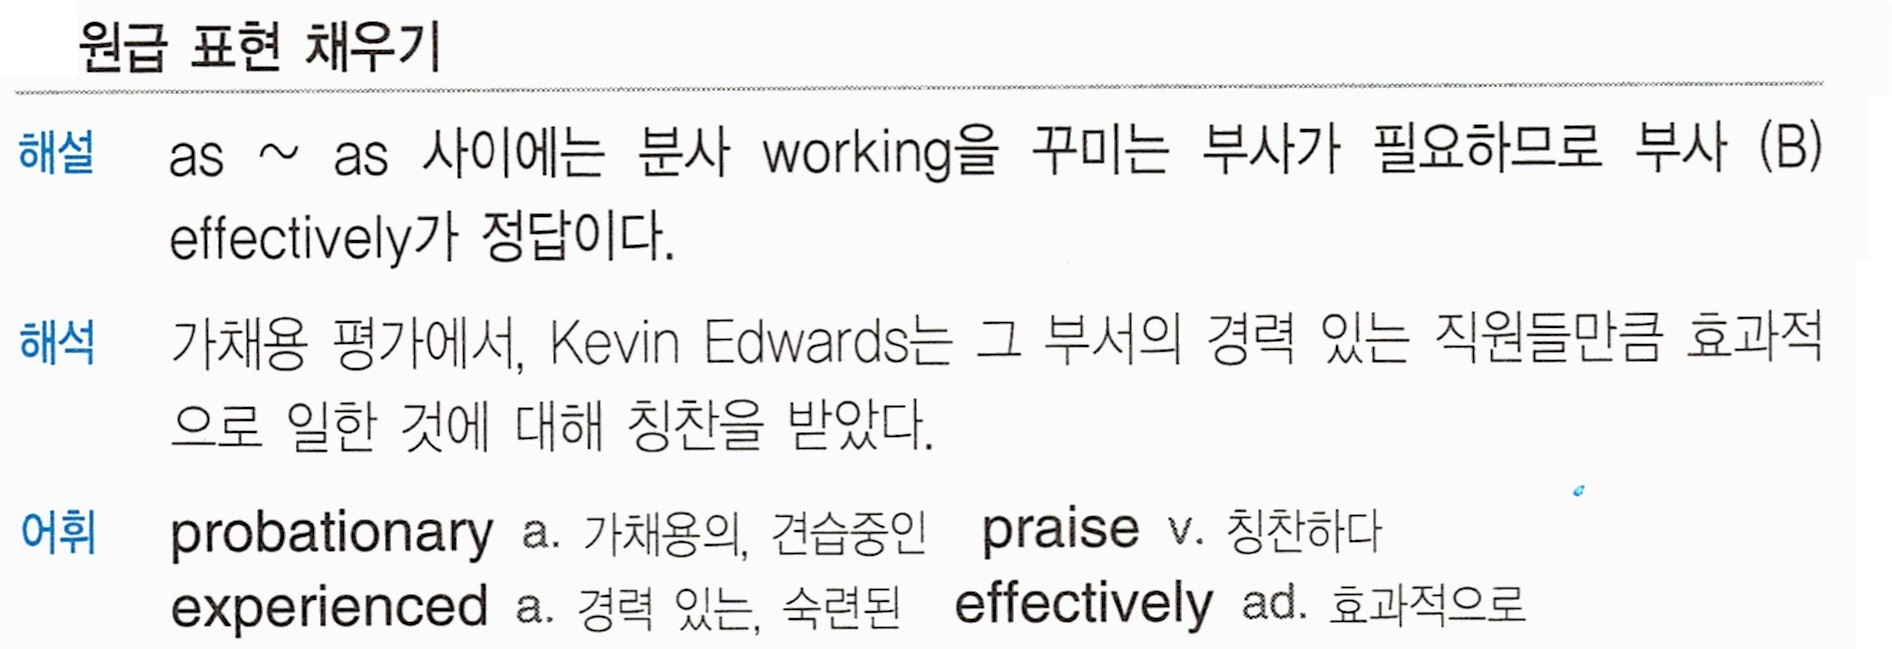 원급 표현 채우기
해설 as ~ as 사이에는 분사 working을 꾸미는 부사가 필요하므로 부사 (B)
effectively가 정답이다.
해석 가채용 평가에서, Kevin Edwards는 그 부서의 경력 있는 직원들만큼 효과적
으로 일한 것에 대해 칭찬을 받았다.
어휘 probationary a. 가채용의, 견습중인 praise v. 칭찬하다
experienced a. 경력 있는, 숙련된 effectively ad. 효과적으로